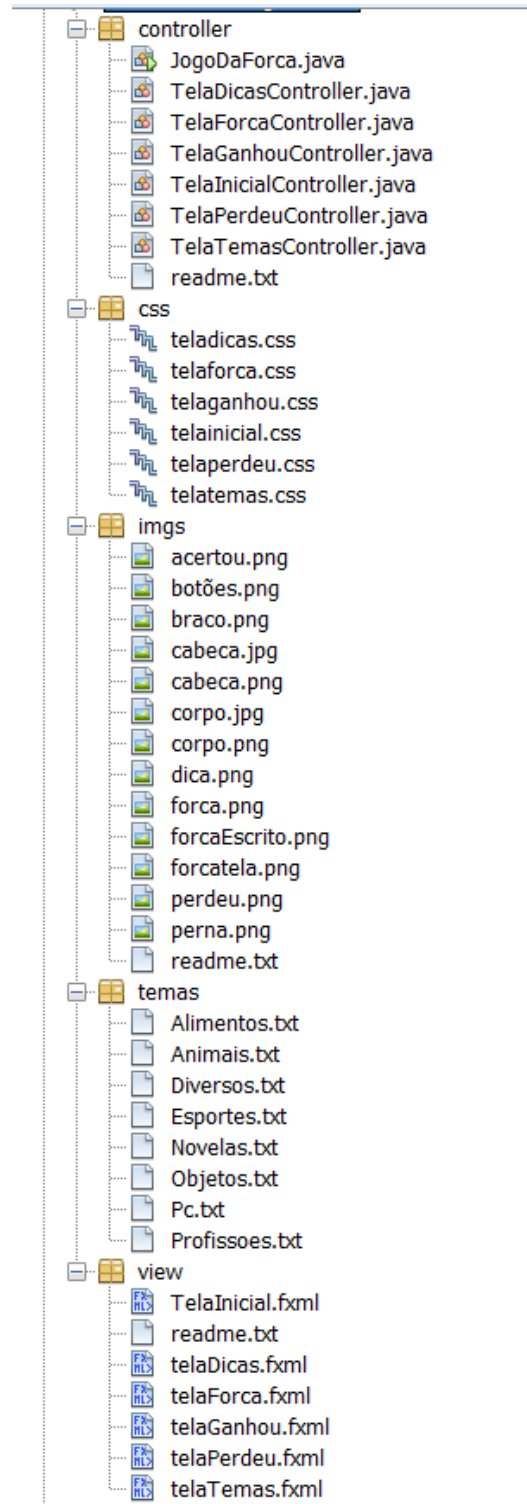 controller
JogoDaForca.java
TelaDicasController.java
TelaForcaController.java
TelaGanhouController.java
TelaInicialController.java
TelaPerdeuController.java
TelaTemasController.java
readme.txt
css
teladicas.css
telaforca.css
telaganhou.css
telainicial.css
telaperdeu.css
telatemas.css
imgs
acertou.png
botões.png
braco.png
cabeca.jpg
cabeca.png
corpo.jpg
corpo.png
dica.png
forca.png
forcaEscrito.png
forcatela.png
perdeu.png
perna.png
readme.txt
temas
Alimentos.txt
Animais.txt
Diversos.txt
Esportes.txt
Novelas.txt
Objetos.txt
Pc.txt
Profissoes.txt
view
TelaInicial.fxml
readme.txt
telaDicas.fxml
telaForca.fxml
telaGanhou.fxml
telaPerdeu.fxml
telaTemas.fxml